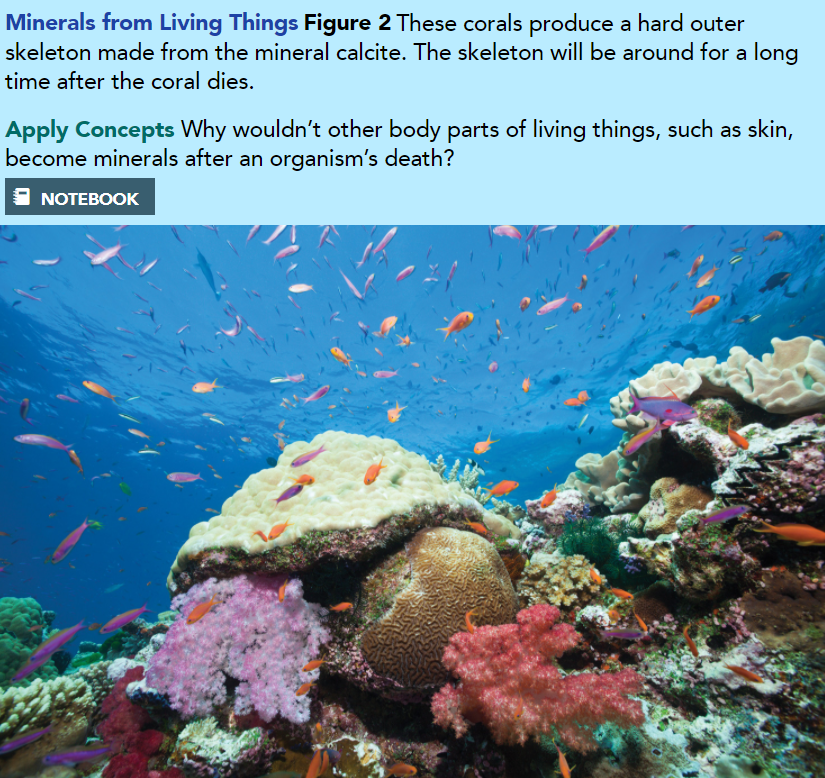 Minerals from Living Things Figure 2 These corals produce a hard outer
skeleton made from the mineral calcite. The skeleton will be around for a long
time after the coral dies.
Apply Concepts Why wouldn’t other body parts of living things, such as skin,
become minerals after an organism’s death?
NOTEBOOK